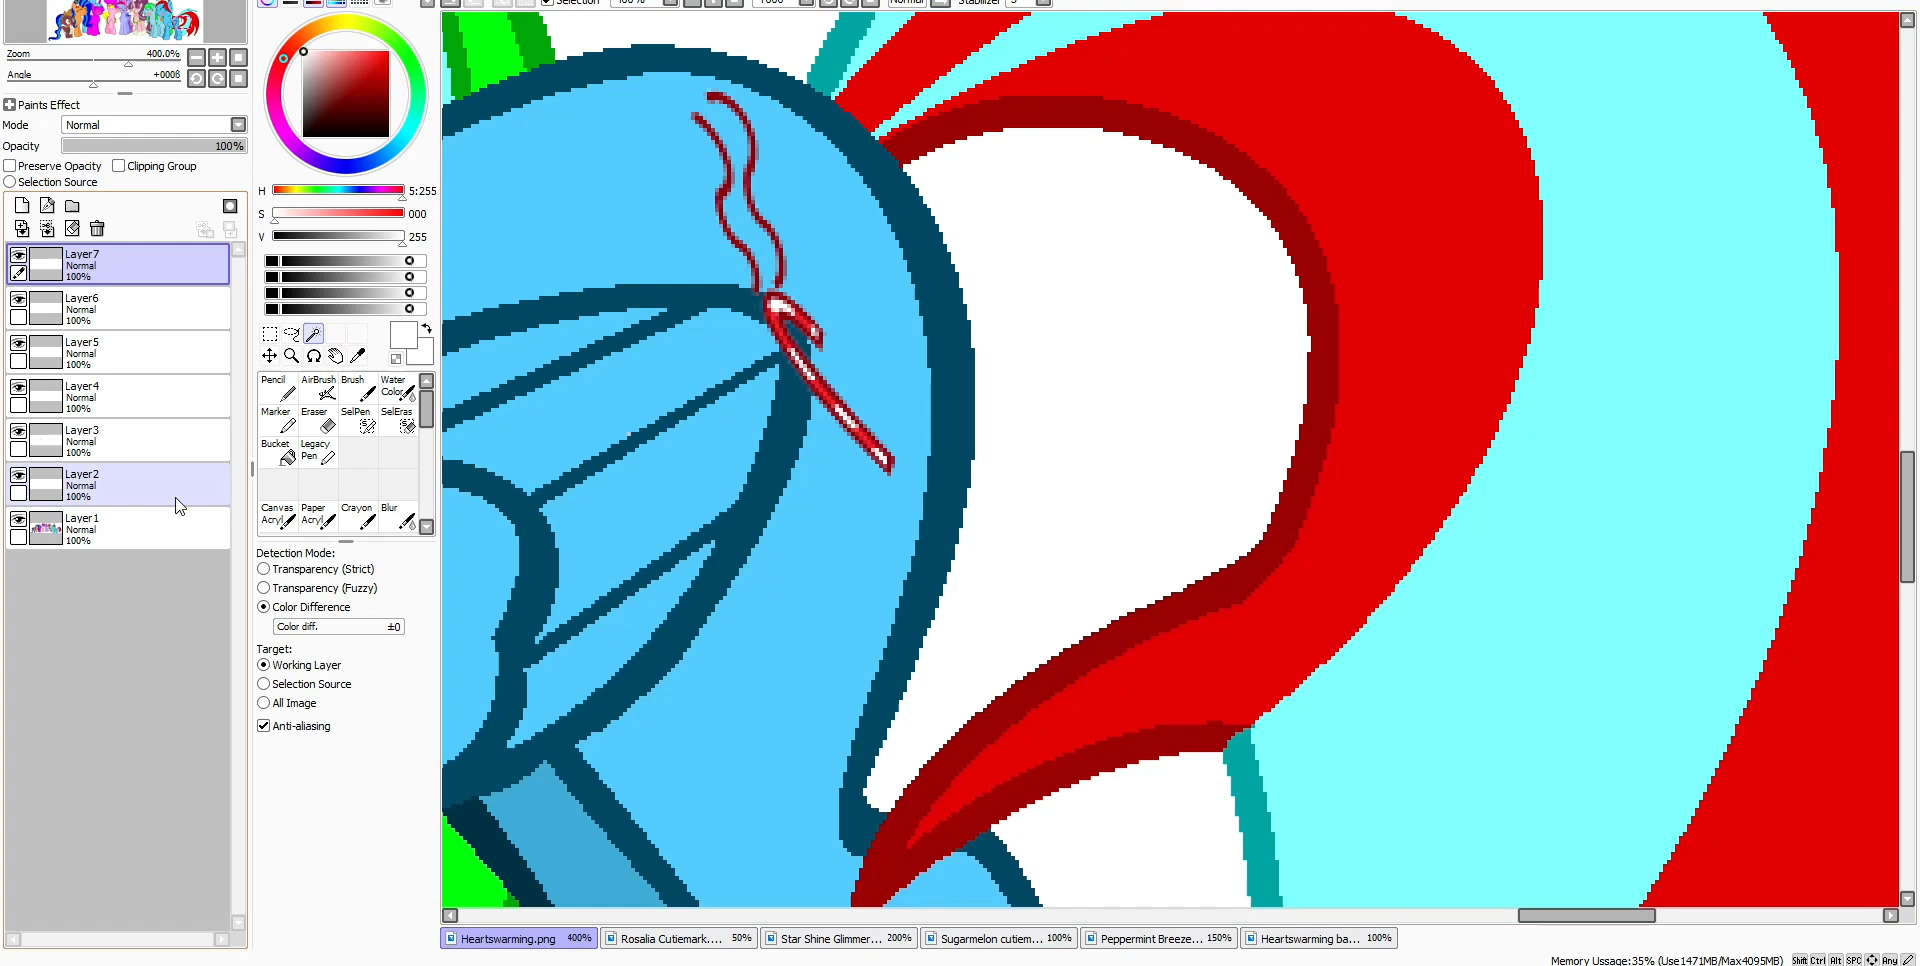 Selection
Normal
Stabilizer
Zoom 400.0%
Angle +0008
Paints Effect
Mode Normal
Opacity 100%
Preserve Opacity Clipping Group
Selection Source
H 5:255
S 000
V 255
Layer7
Normal
100%
Layer6
Normal
100%
Layer5
Normal
100%
Layer4
Normal
100%
Layer3
Normal
100%
Layer2
Normal
100%
Layer1
Normal
100%
Pencil AirBrush Brush Water Color
Marker Eraser SelPen SelEras
Bucket Legacy Pen
Canvas Acryl Paper Acryl Crayon Blur
Detection Mode:
Transparency (Strict)
Transparency (Fuzzy)
Color Difference
Color diff. ±0
Target:
Working Layer
Selection Source
All Image
Anti-aliasing
Heartswarming.png 400% Rosalia Cutiemark.... 50% Star Shine Glimmer... 200% Sugarmelon cutiem... 100% Peppermint Breeze... 150% Heartswarming ba... 100%
Memory Ussage:35% (Use1471MB/Max4095MB) Shift Ctrl Alt SPC Any